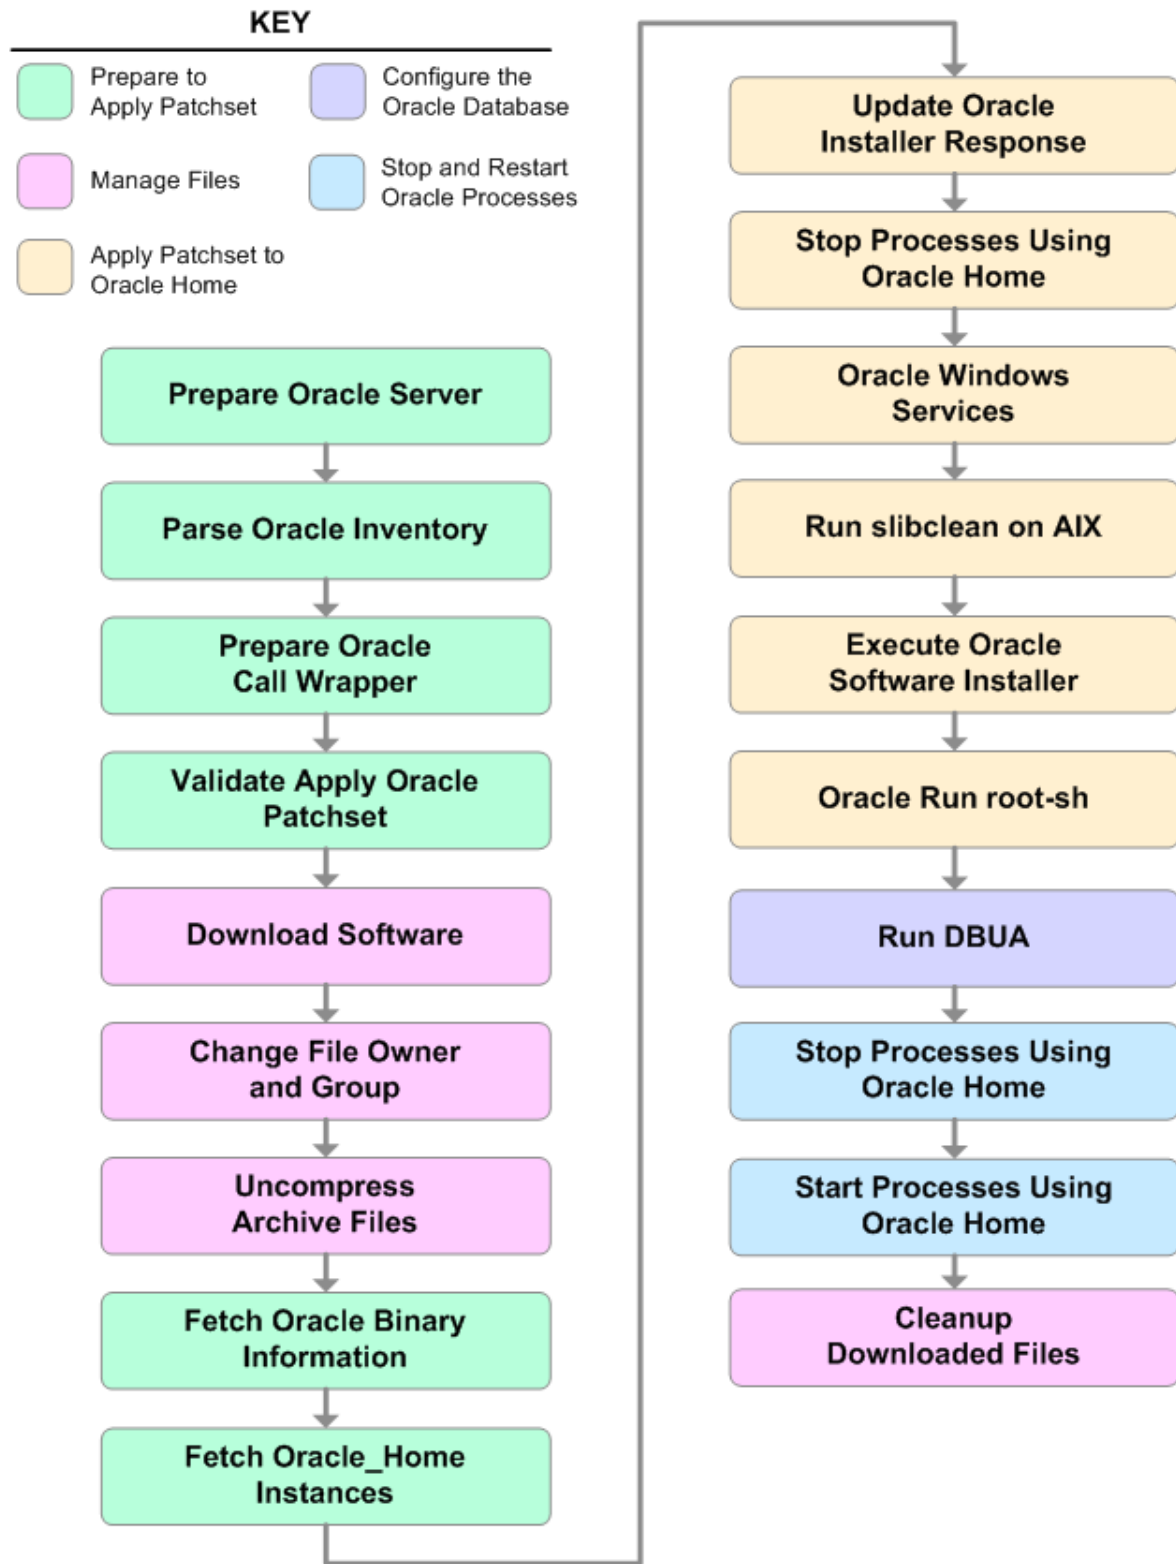 KEY
Prepare to
Apply Patchset
Configure the
Oracle Database
Manage Files
Stop and Restart
Oracle Processes
Apply Patchset to
Oracle Home
Prepare Oracle Server
Parse Oracle Inventory
Prepare Oracle
Call Wrapper
Validate Apply Oracle
Patchset
Download Software
Change File Owner
and Group
Uncompress
Archive Files
Fetch Oracle Binary
Information
Fetch Oracle_Home
Instances
Update Oracle
Installer Response
Stop Processes Using
Oracle Home
Oracle Windows
Services
Run slibclean on AIX
Execute Oracle
Software Installer
Oracle Run root-sh
Run DBUA
Stop Processes Using
Oracle Home
Start Processes Using
Oracle Home
Cleanup
Downloaded Files